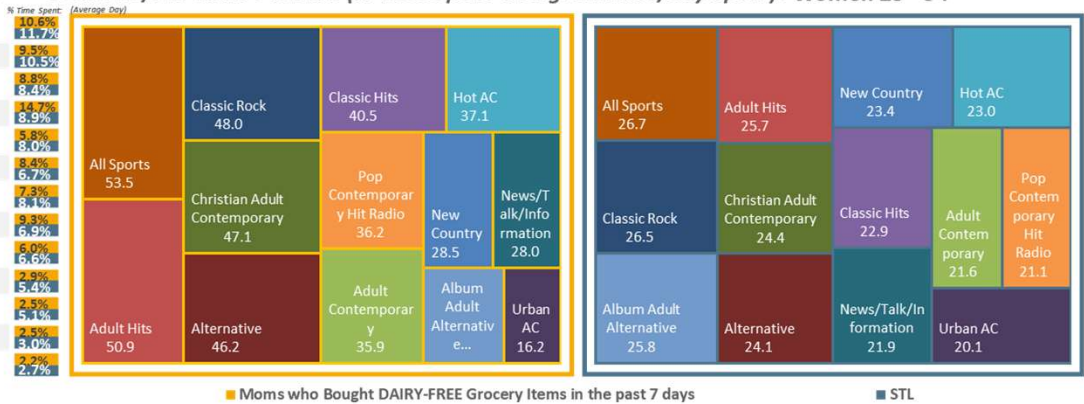 % Time Spent: (Average Day)
Women 25 - 54
10.6%
11.7%
9.5%
10.5%
8.8%
8.4%
14.7%
8.9%
5.8%
8.0%
8.4%
6.7%
7.3%
8.1%
9.3%
6.9%
6.0%
6.6%
2.9%
5.4%
2.5%
5.1%
2.5%
3.0%
2.2%
2.7%
All Sports
53.5
Adult Hits
50.9
Classic Rock
48.0
Christian Adult
Contemporary
47.1
Alternative
46.2
Classic Hits
40.5
Hot AC
37.1
Pop
Contemporar
y Hit Radio
36.2
Adult
Contemporar
y
35.9
New
Country
28.5
News/T
alk/Info
rmation
28.0
Album
Adult
Alternativ
e...
Urban
AC
16.2
All Sports
26.7
Classic Rock
26.5
Album Adult
Alternative
25.8
Adult Hits
25.7
Christian Adult
Contemporary
24.4
Alternative
24.1
New Country
23.4
Hot AC
23.0
Classic Hits
22.9
News/Talk/In
formation
21.9
Adult
Contem
porary
21.6
Pop
Contem
porary
Hit
Radio
21.1
Urban AC
20.1
Moms who Bought DAIRY-FREE Grocery Items in the past 7 days
STL